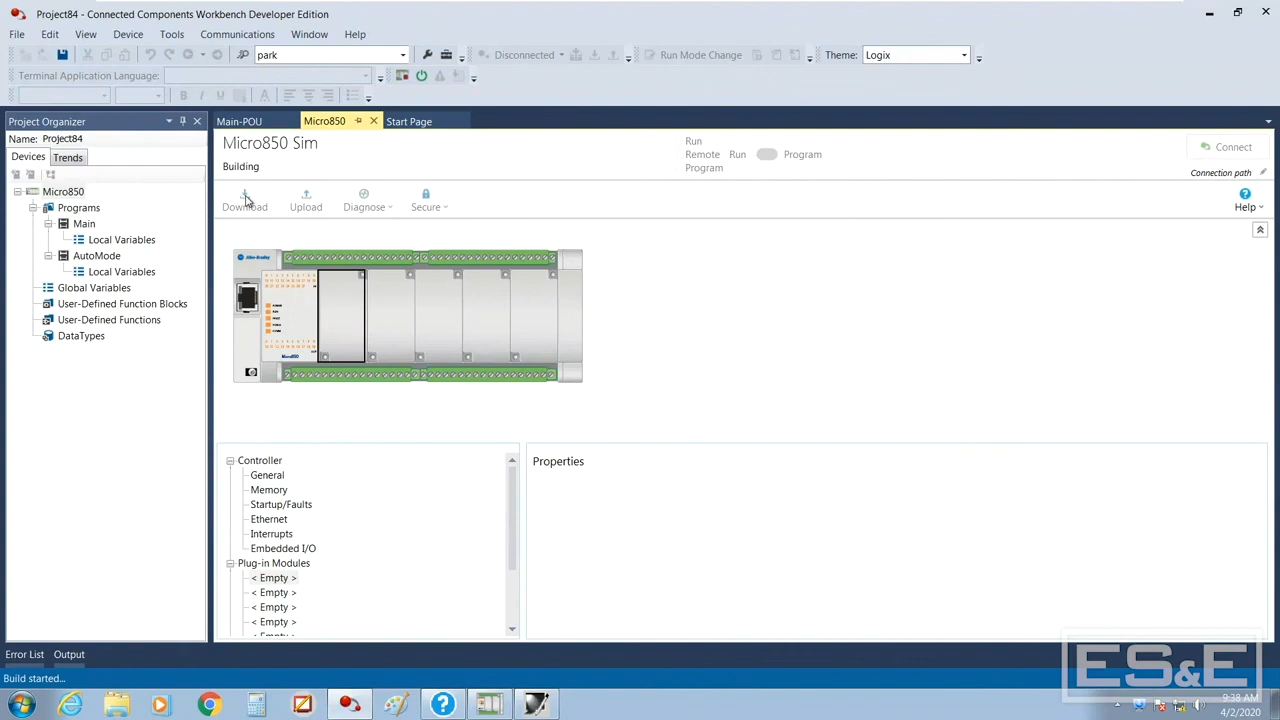 Project84 - Connected Components Workbench Developer Edition
File Edit View Device Tools Communications Window Help
park
Disconnected
Run Mode Change
Theme: Logix
Terminal Application Language:
B I U A
Project Organizer
Name: Project84
Devices Trends
Micro850
Programs
Main
Local Variables
AutoMode
Local Variables
Global Variables
User-Defined Function Blocks
User-Defined Functions
DataTypes
Main-POU Micro850 Start Page
Micro850 Sim
Building
Run
Remote Run Program
Program
Connect
Connection path
Download Upload Diagnose Secure
Help
Allen-Bradley
Micro850
Controller
General
Memory
Startup/Faults
Ethernet
Interrupts
Embedded I/O
Plug-in Modules
< Empty >
< Empty >
< Empty >
< Empty >
Properties
Error List Output
Build started...
ES&E
9:38 AM
4/2/2020